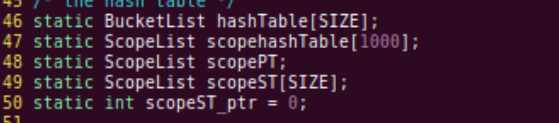 45 /* the hash table */
46 static BucketList hashTable[SIZE];
47 static ScopeList scopehashTable[1000];
48 static ScopeList scopePT;
49 static ScopeList scopeST[SIZE];
50 static int scopeST_ptr = 0;
51